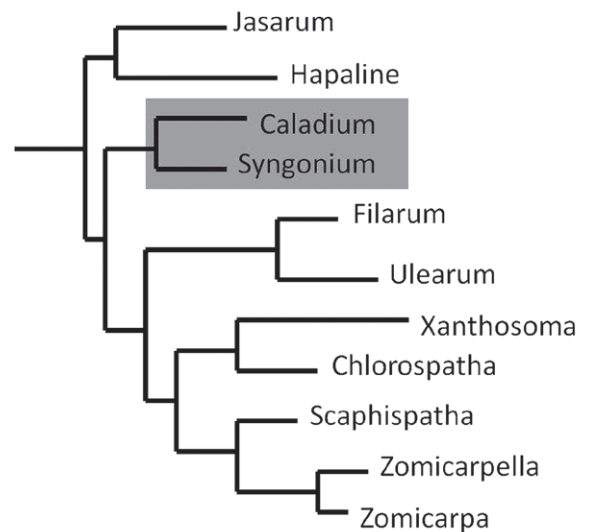 Jasarum
Hapaline
Caladium
Syngonium
Filarum
Ulearum
Xanthosoma
Chlorospatha
Scaphispatha
Zomicarpella
Zomicarpa